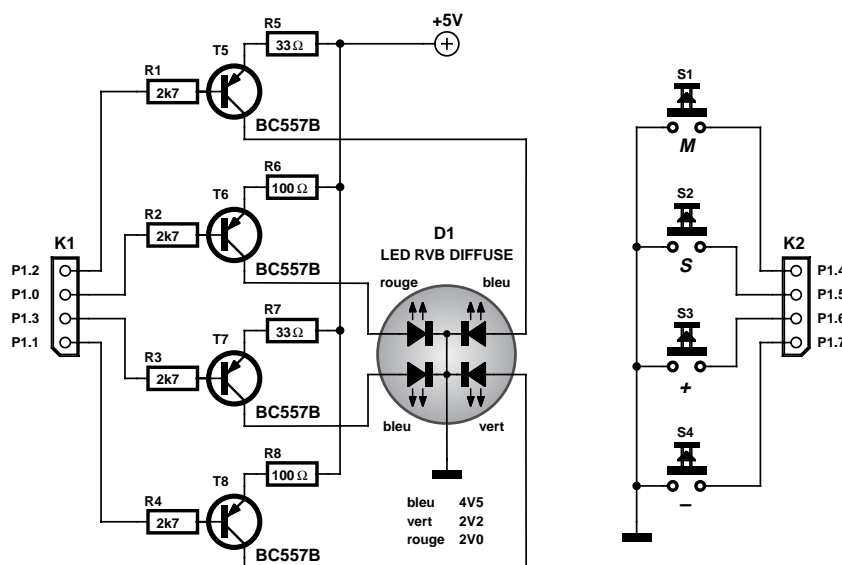 +5V
R5
33Ω
T5
R1
2k7
BC557B
R6
100Ω
T6
R2
2k7
BC557B
K1
P1.2
P1.0
P1.3
P1.1
R7
33Ω
T7
R3
2k7
BC557B
R8
100Ω
T8
R4
2k7
BC557B
D1
LED RVB DIFFUSE
rouge
bleu
bleu
vert
bleu 4V5
vert 2V2
rouge 2V0
S1
M
S2
S
S3
+
S4
–
K2
P1.4
P1.5
P1.6
P1.7